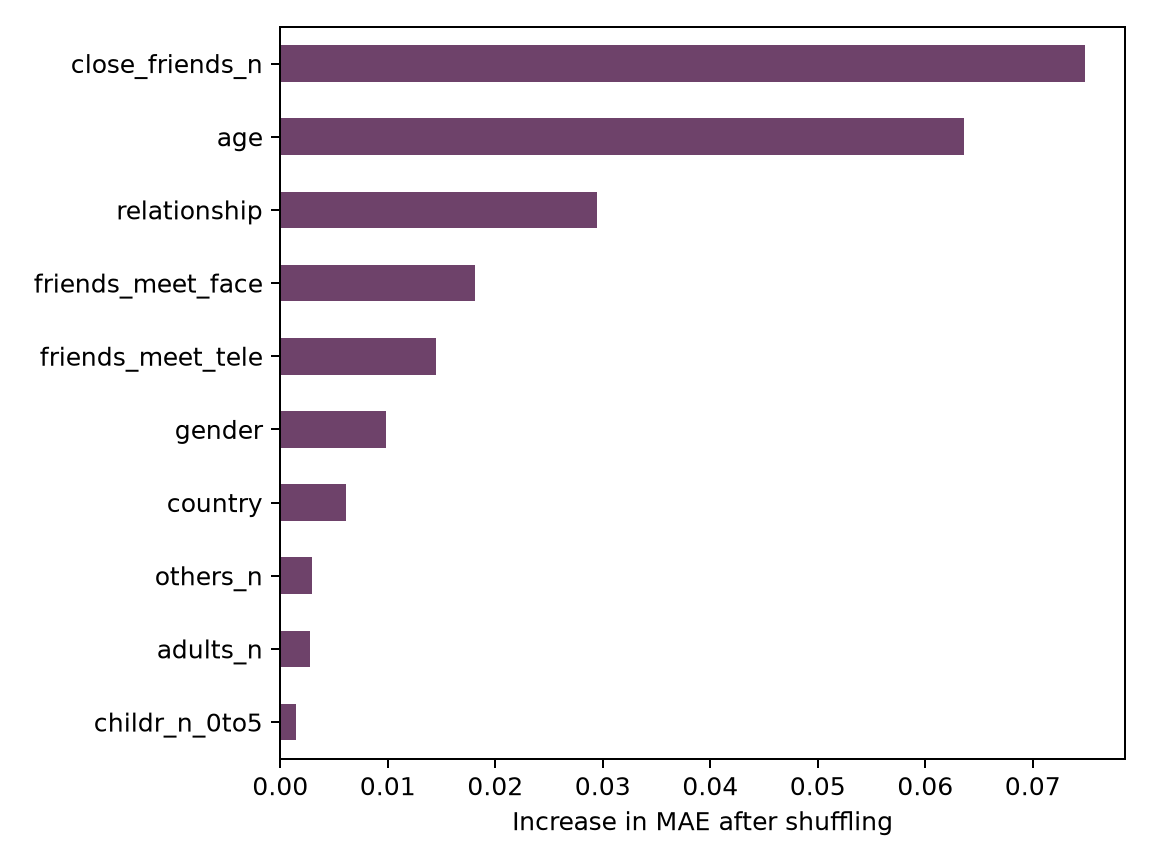 close_friends_n
age
relationship
friends_meet_face
friends_meet_tele
gender
country
others_n
adults_n
childr_n_0to5
0.00 0.01 0.02 0.03 0.04 0.05 0.06 0.07
Increase in MAE after shuffling